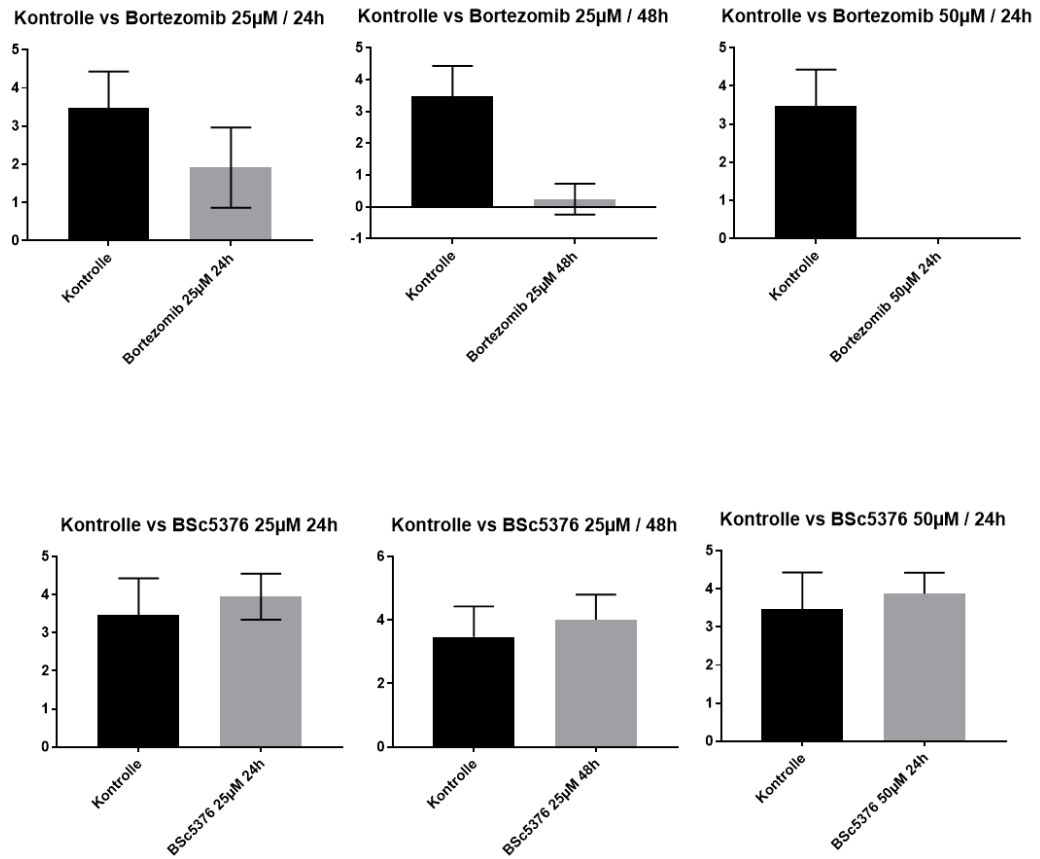 Kontrolle vs Bortezomib 25µM / 24h
5
4
3
2
1
0
Kontrolle
Bortezomib 25µM 24h
Kontrolle vs Bortezomib 25µM / 48h
5
4
3
2
1
0
-1
Kontrolle
Bortezomib 25µM 48h
Kontrolle vs Bortezomib 50µM / 24h
5
4
3
2
1
0
Kontrolle
Bortezomib 50µM 24h
Kontrolle vs BSc5376 25µM 24h
5
4
3
2
1
0
Kontrolle
BSc5376 25µM 24h
Kontrolle vs BSc5376 25µM / 48h
6
4
2
0
Kontrolle
BSc5376 25µM 48h
Kontrolle vs BSc5376 50µM / 24h
5
4
3
2
1
0
Kontrolle
BSc5376 50µM 24h